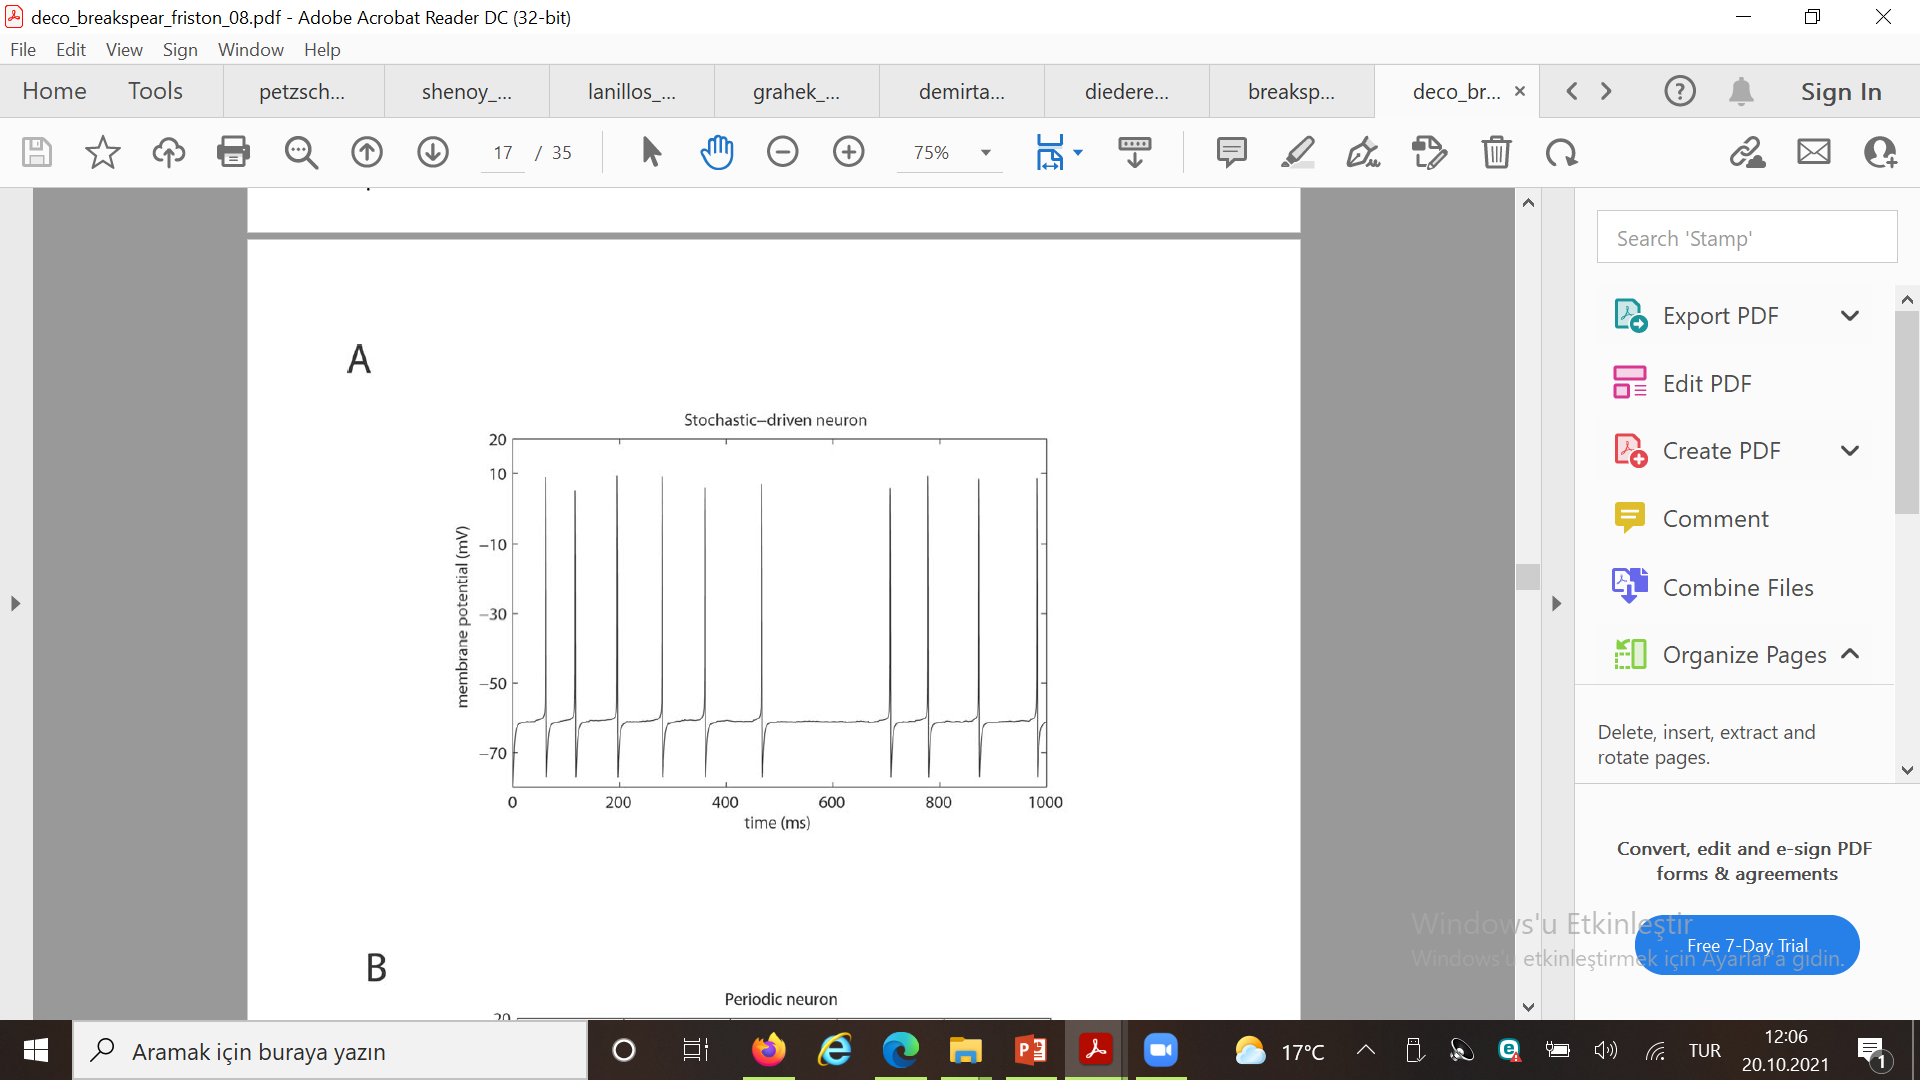 deco_breakspear_friston_08.pdf - Adobe Acrobat Reader DC (32-bit)
File Edit View Sign Window Help
Home Tools petzsch... shenoy_... lanillos_... grahek_... demirta... diedere... breaksp... deco_br... × Sign In
17 / 35 75%
Search 'Stamp'
Export PDF
Edit PDF
Create PDF
Comment
Combine Files
Organize Pages
Delete, insert, extract and
rotate pages.
Convert, edit and e-sign PDF
forms & agreements
Free 7-Day Trial
Windows'u Etkinleştir
Windows'u etkinleştirmek için Ayarlar'a gidin.
A
Stochastic–driven neuron
20
10
–10
–30
–50
–70
membrane potential (mV)
0 200 400 600 800 1000
time (ms)
B
Periodic neuron
20
Aramak için buraya yazın
17°C
TUR
12:06
20.10.2021
1